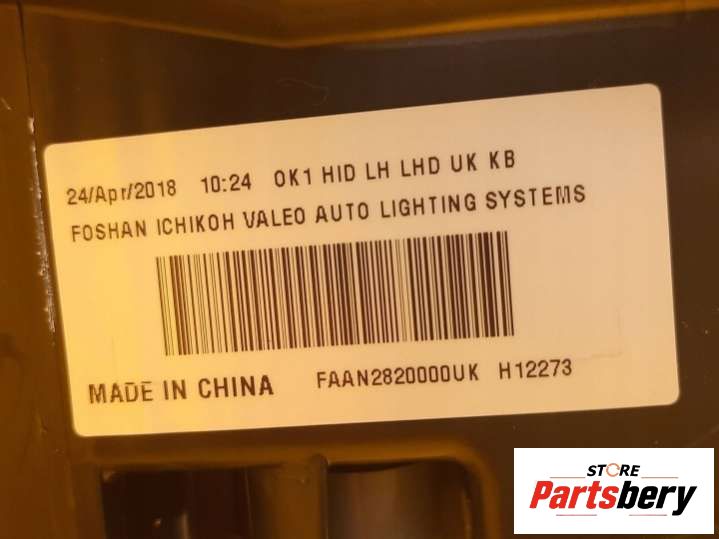 24/Apr/2018 10:24 OK1 HID LH LHD UK KB
FOSHAN ICHIKOH VALEO AUTO LIGHTING SYSTEMS
MADE IN CHINA FAAN2820000UK H12273
STORE
Partsbery